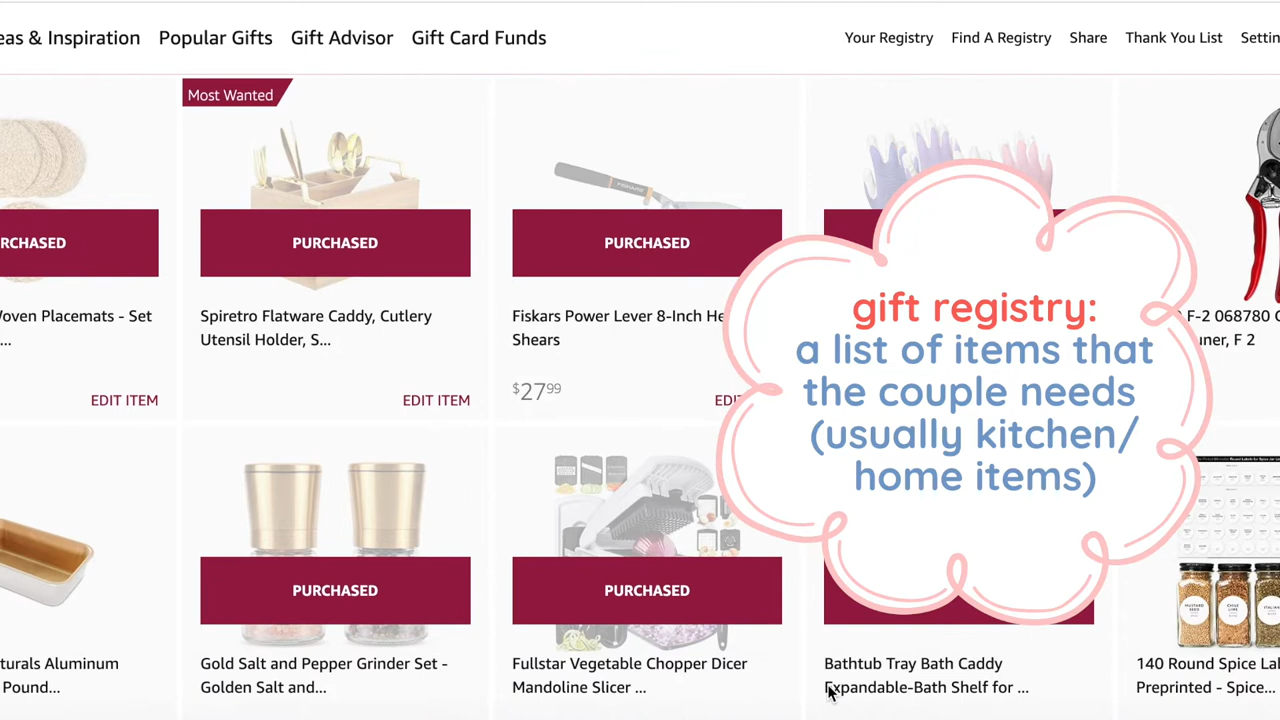 eas & Inspiration Popular Gifts Gift Advisor Gift Card Funds Your Registry Find A Registry Share Thank You List Settin
Most Wanted
RCHASED PURCHASED PURCHASED
Woven Placemats - Set
...
EDIT ITEM
Spiretro Flatware Caddy, Cutlery
Utensil Holder, S...
EDIT ITEM
Fiskars Power Lever 8-Inch He
Shears
$27.99
EDIT
F-2 068780 C
uner, F 2
gift registry:
a list of items that
the couple needs
(usually kitchen/
home items)
PURCHASED PURCHASED
turals Aluminum
Pound...
Gold Salt and Pepper Grinder Set -
Golden Salt and...
Fullstar Vegetable Chopper Dicer
Mandoline Slicer ...
Bathtub Tray Bath Caddy
Expandable-Bath Shelf for ...
140 Round Spice Lab
Preprinted - Spice...